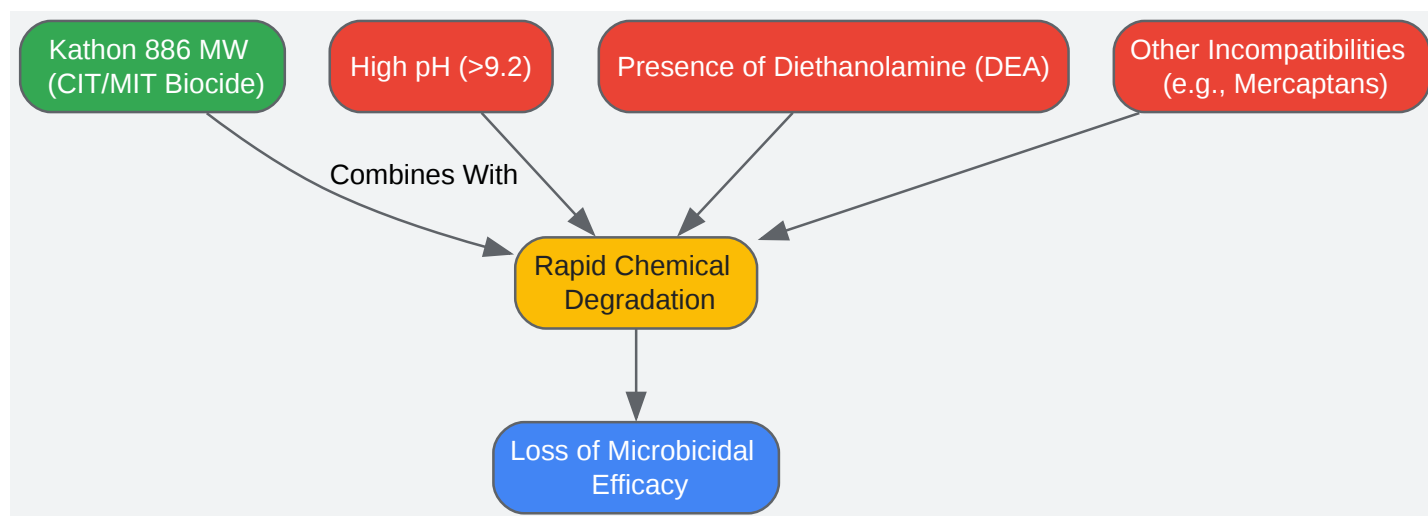 Kathon 886 MW
(CIT/MIT Biocide)
High pH (>9.2)
Presence of Diethanolamine (DEA)
Other Incompatibilities
(e.g., Mercaptans)
Combines With
Rapid Chemical
Degradation
Loss of Microbicidal
Efficacy